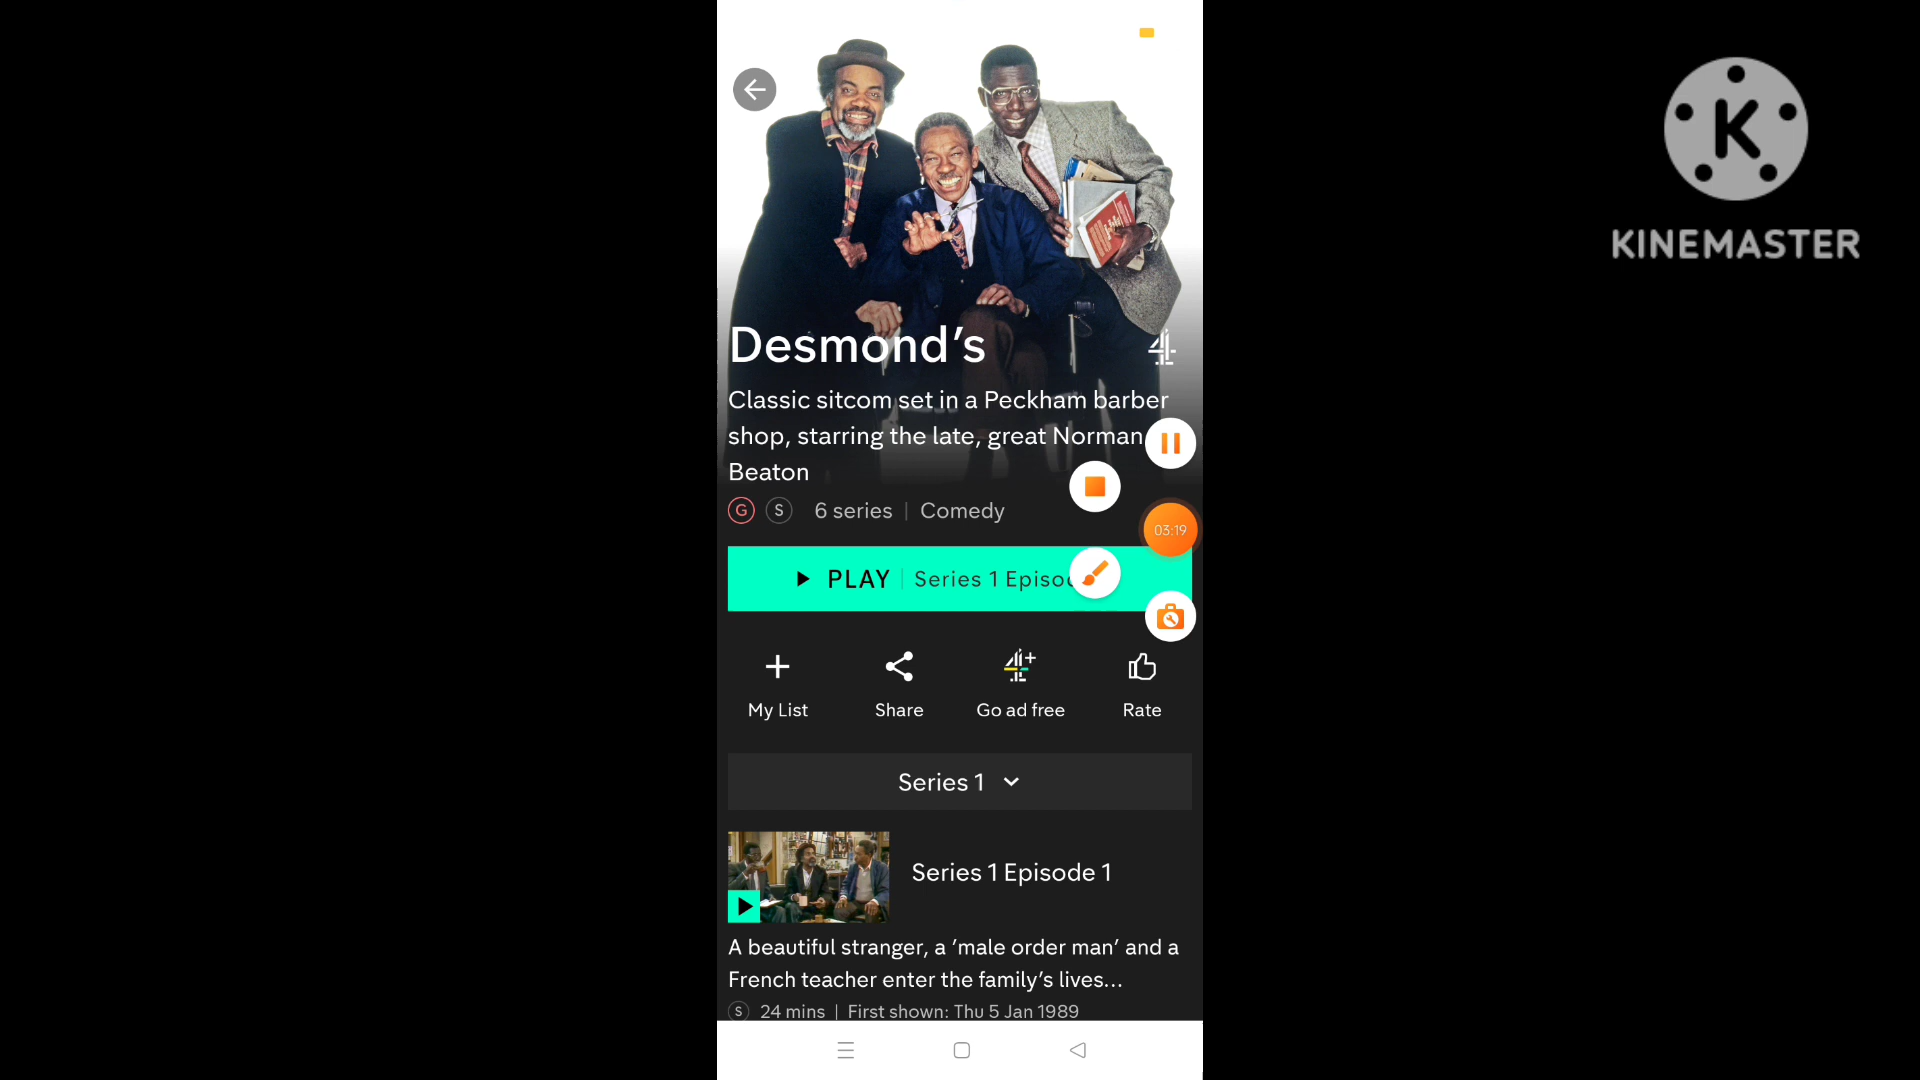 K
KINEMASTER
Desmond’s
4
Classic sitcom set in a Peckham barber
shop, starring the late, great Norman
Beaton
G S 6 series | Comedy
03:19
PLAY | Series 1 Episo
My List Share Go ad free Rate
Series 1
Series 1 Episode 1
A beautiful stranger, a ’male order man’ and a
French teacher enter the family’s lives...
S 24 mins | First shown: Thu 5 Jan 1989